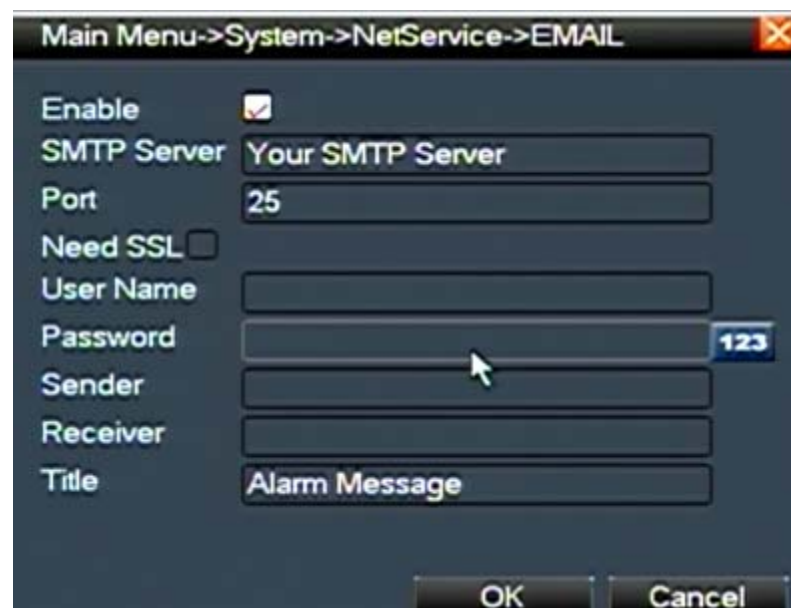 Main Menu->System->NetService->EMAIL
Enable
SMTP Server Your SMTP Server
Port 25
Need SSL
User Name
Password 123
Sender
Receiver
Title Alarm Message
OK Cancel